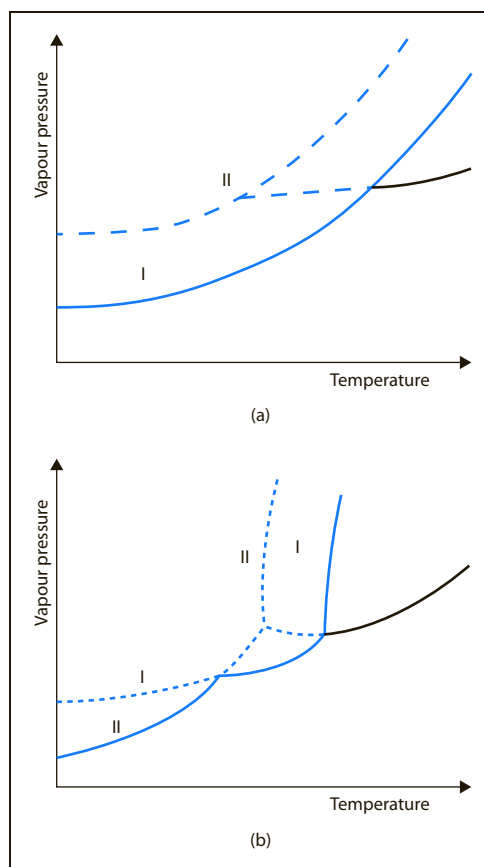 Vapour pressure
II
I
Temperature
(a)
Vapour pressure
II
I
I
II
Temperature
(b)